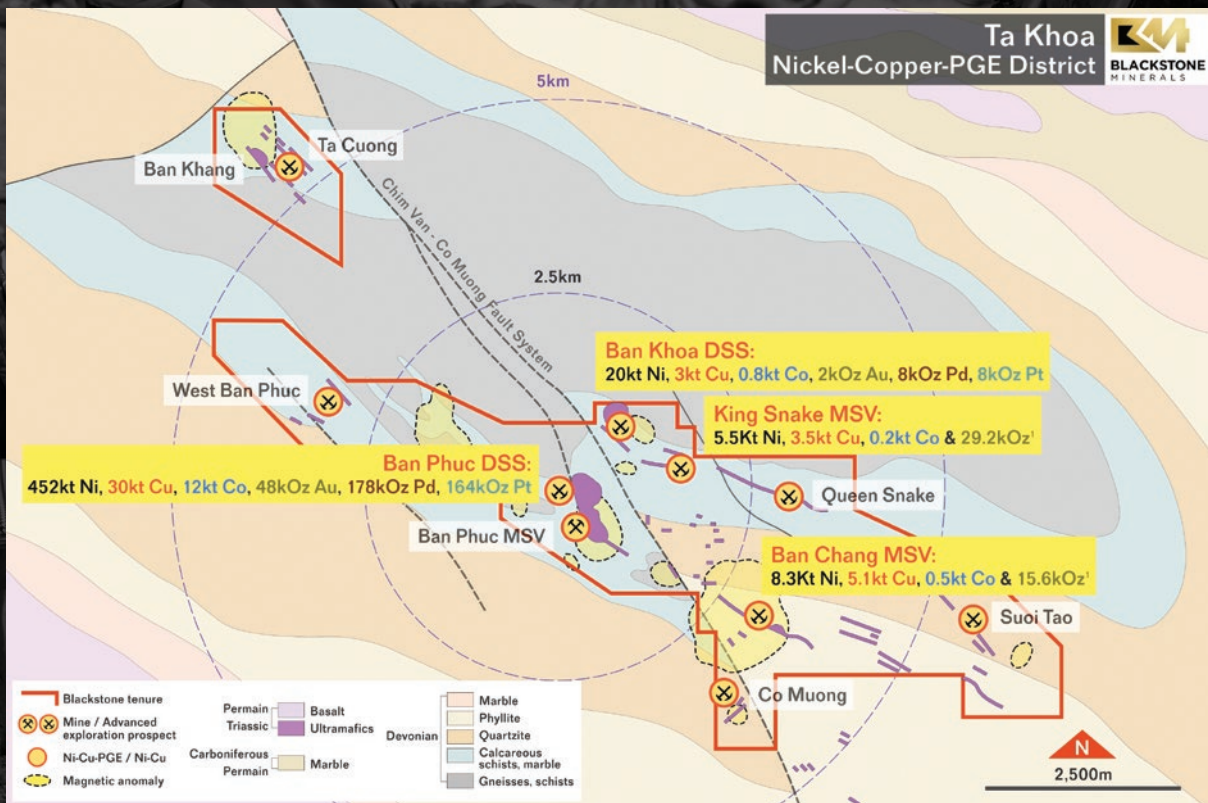 Ta Khoa
Nickel-Copper-PGE District
BLACKSTONE
MINERALS
5km
Ta Cuong
Ban Khang
Chim Van - Co Muong Fault System
2.5km
Ban Khoa DSS:
20kt Ni, 3kt Cu, 0.8kt Co, 2kOz Au, 8kOz Pd, 8kOz Pt
West Ban Phuc
King Snake MSV:
5.5Kt Ni, 3.5kt Cu, 0.2kt Co & 29.2kOz¹
Ban Phuc DSS:
452kt Ni, 30kt Cu, 12kt Co, 48kOz Au, 178kOz Pd, 164kOz Pt
Queen Snake
Ban Phuc MSV
Ban Chang MSV:
8.3Kt Ni, 5.1kt Cu, 0.5kt Co & 15.6kOz¹
Suoi Tao
Co Muong
Blackstone tenure
Mine / Advanced
exploration prospect
Ni-Cu-PGE / Ni-Cu
Magnetic anomaly
Permain
Triassic
Basalt
Ultramafics
Carboniferous
Permain
Marble
Devonian
Marble
Phyllite
Quartzite
Calcareous
schists, marble
Gneisses, schists
N
2,500m